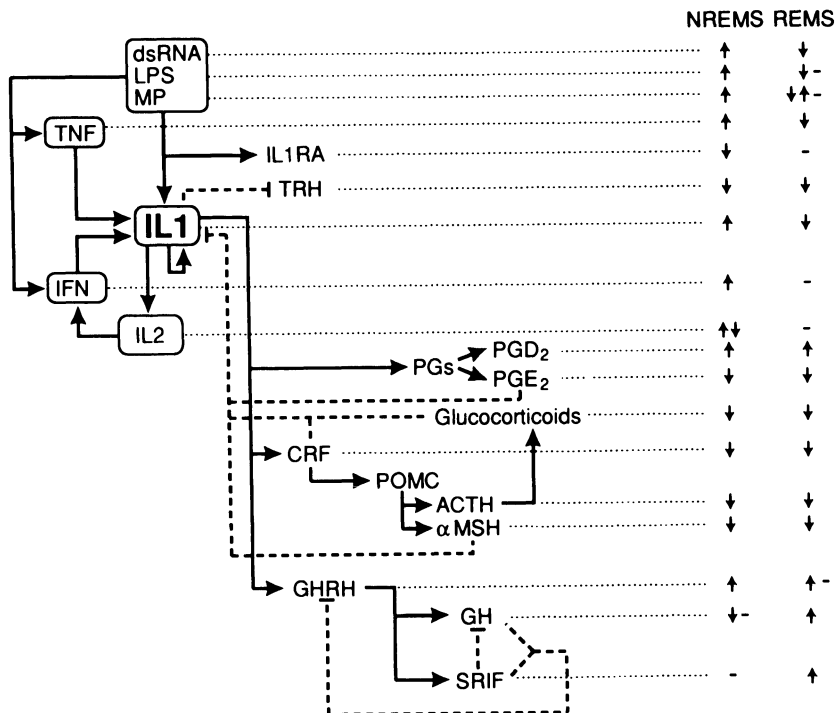 NREMS REMS
dsRNA
LPS
MP
TNF
IL1RA
TRH
IL1
IFN
IL2
PGD2
PGs
PGE2
Glucocorticoids
CRF
POMC
ACTH
αMSH
GHRH
GH
SRIF